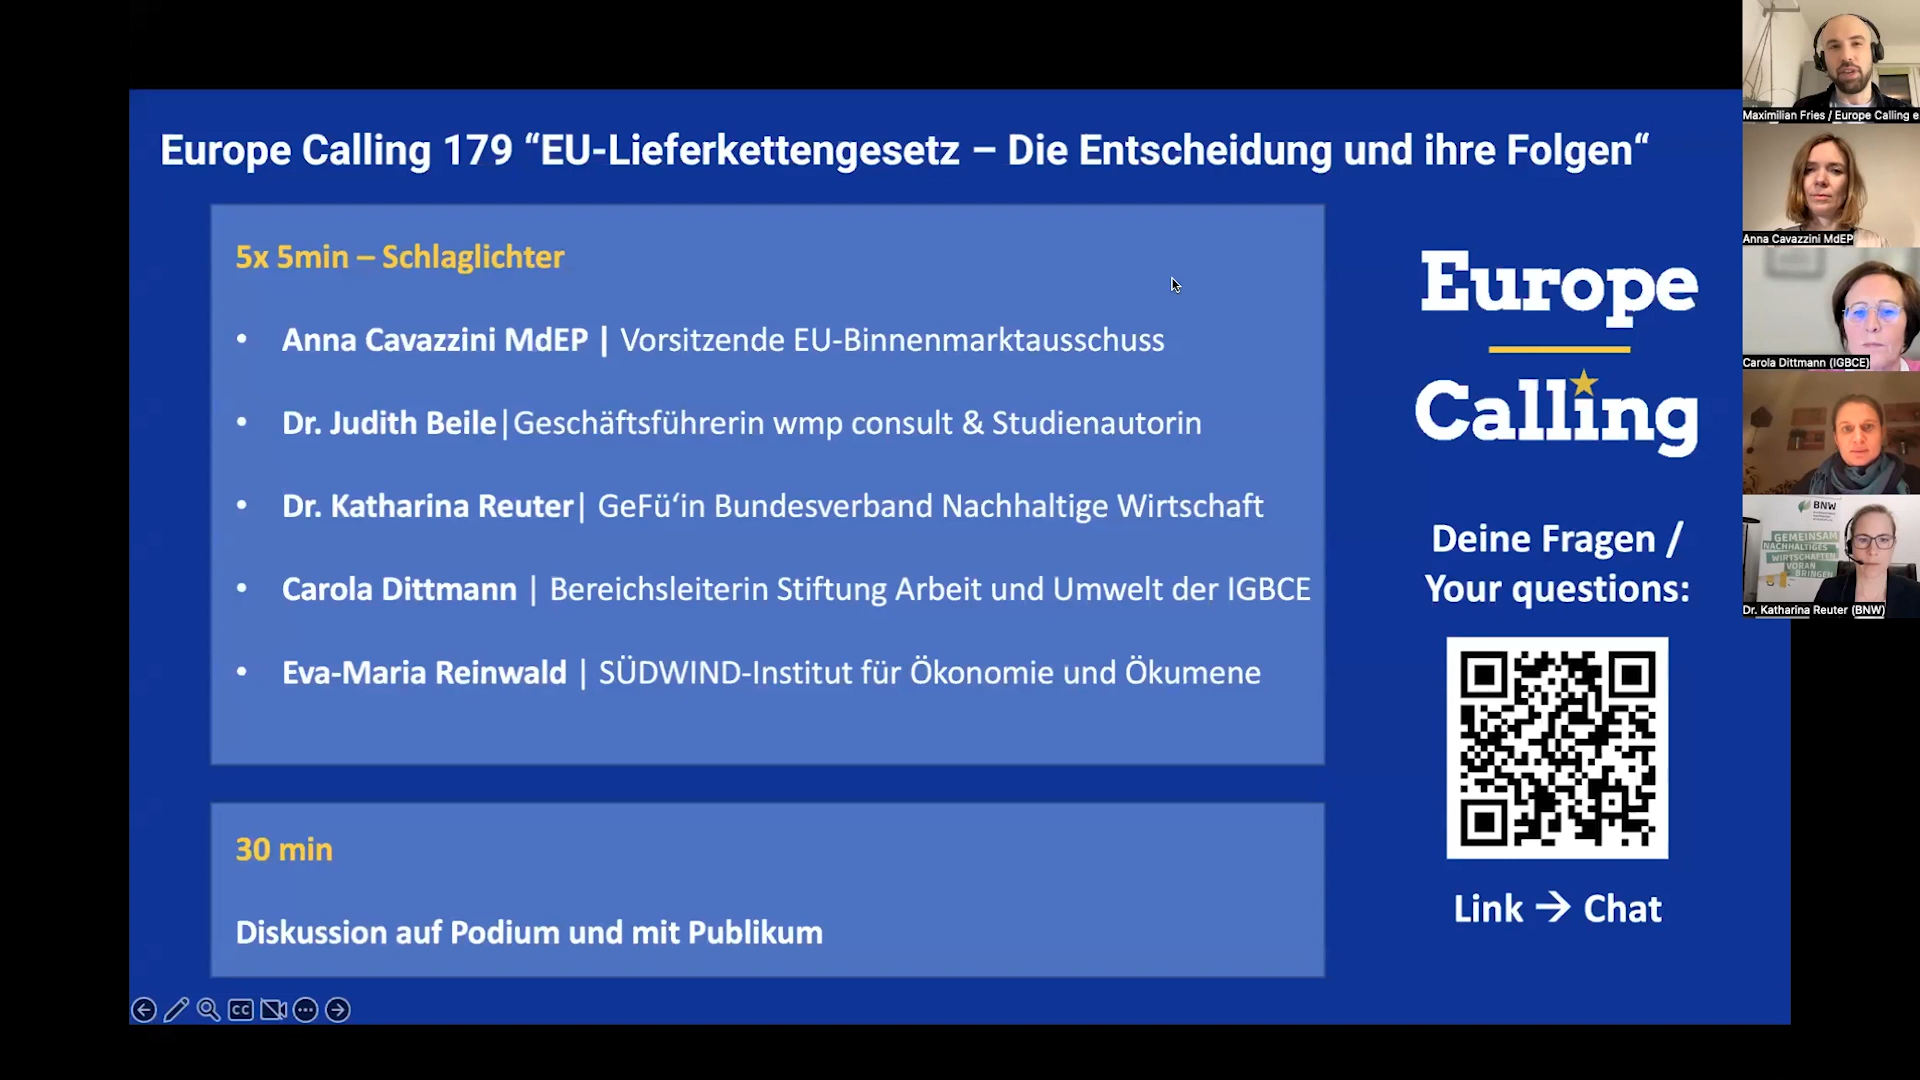 Europe Calling 179 “EU-Lieferkettengesetz – Die Entscheidung und ihre Folgen“
5x 5min – Schlaglichter
• Anna Cavazzini MdEP | Vorsitzende EU-Binnenmarktausschuss
• Dr. Judith Beile|Geschäftsführerin wmp consult & Studienautorin
• Dr. Katharina Reuter| GeFü‘in Bundesverband Nachhaltige Wirtschaft
• Carola Dittmann | Bereichsleiterin Stiftung Arbeit und Umwelt der IGBCE
• Eva-Maria Reinwald | SÜDWIND-Institut für Ökonomie und Ökumene
30 min
Diskussion auf Podium und mit Publikum
Europe
Calling
Deine Fragen /
Your questions:
Link → Chat
CC
Maximilian Fries / Europe Calling e
Anna Cavazzini MdEP
Carola Dittmann (IGBCE)
BNW
GEMEINSAM
NACHHALTIGES
WIRTSCHAFTEN
VORAN
BRINGEN
Dr. Katharina Reuter (BNW)